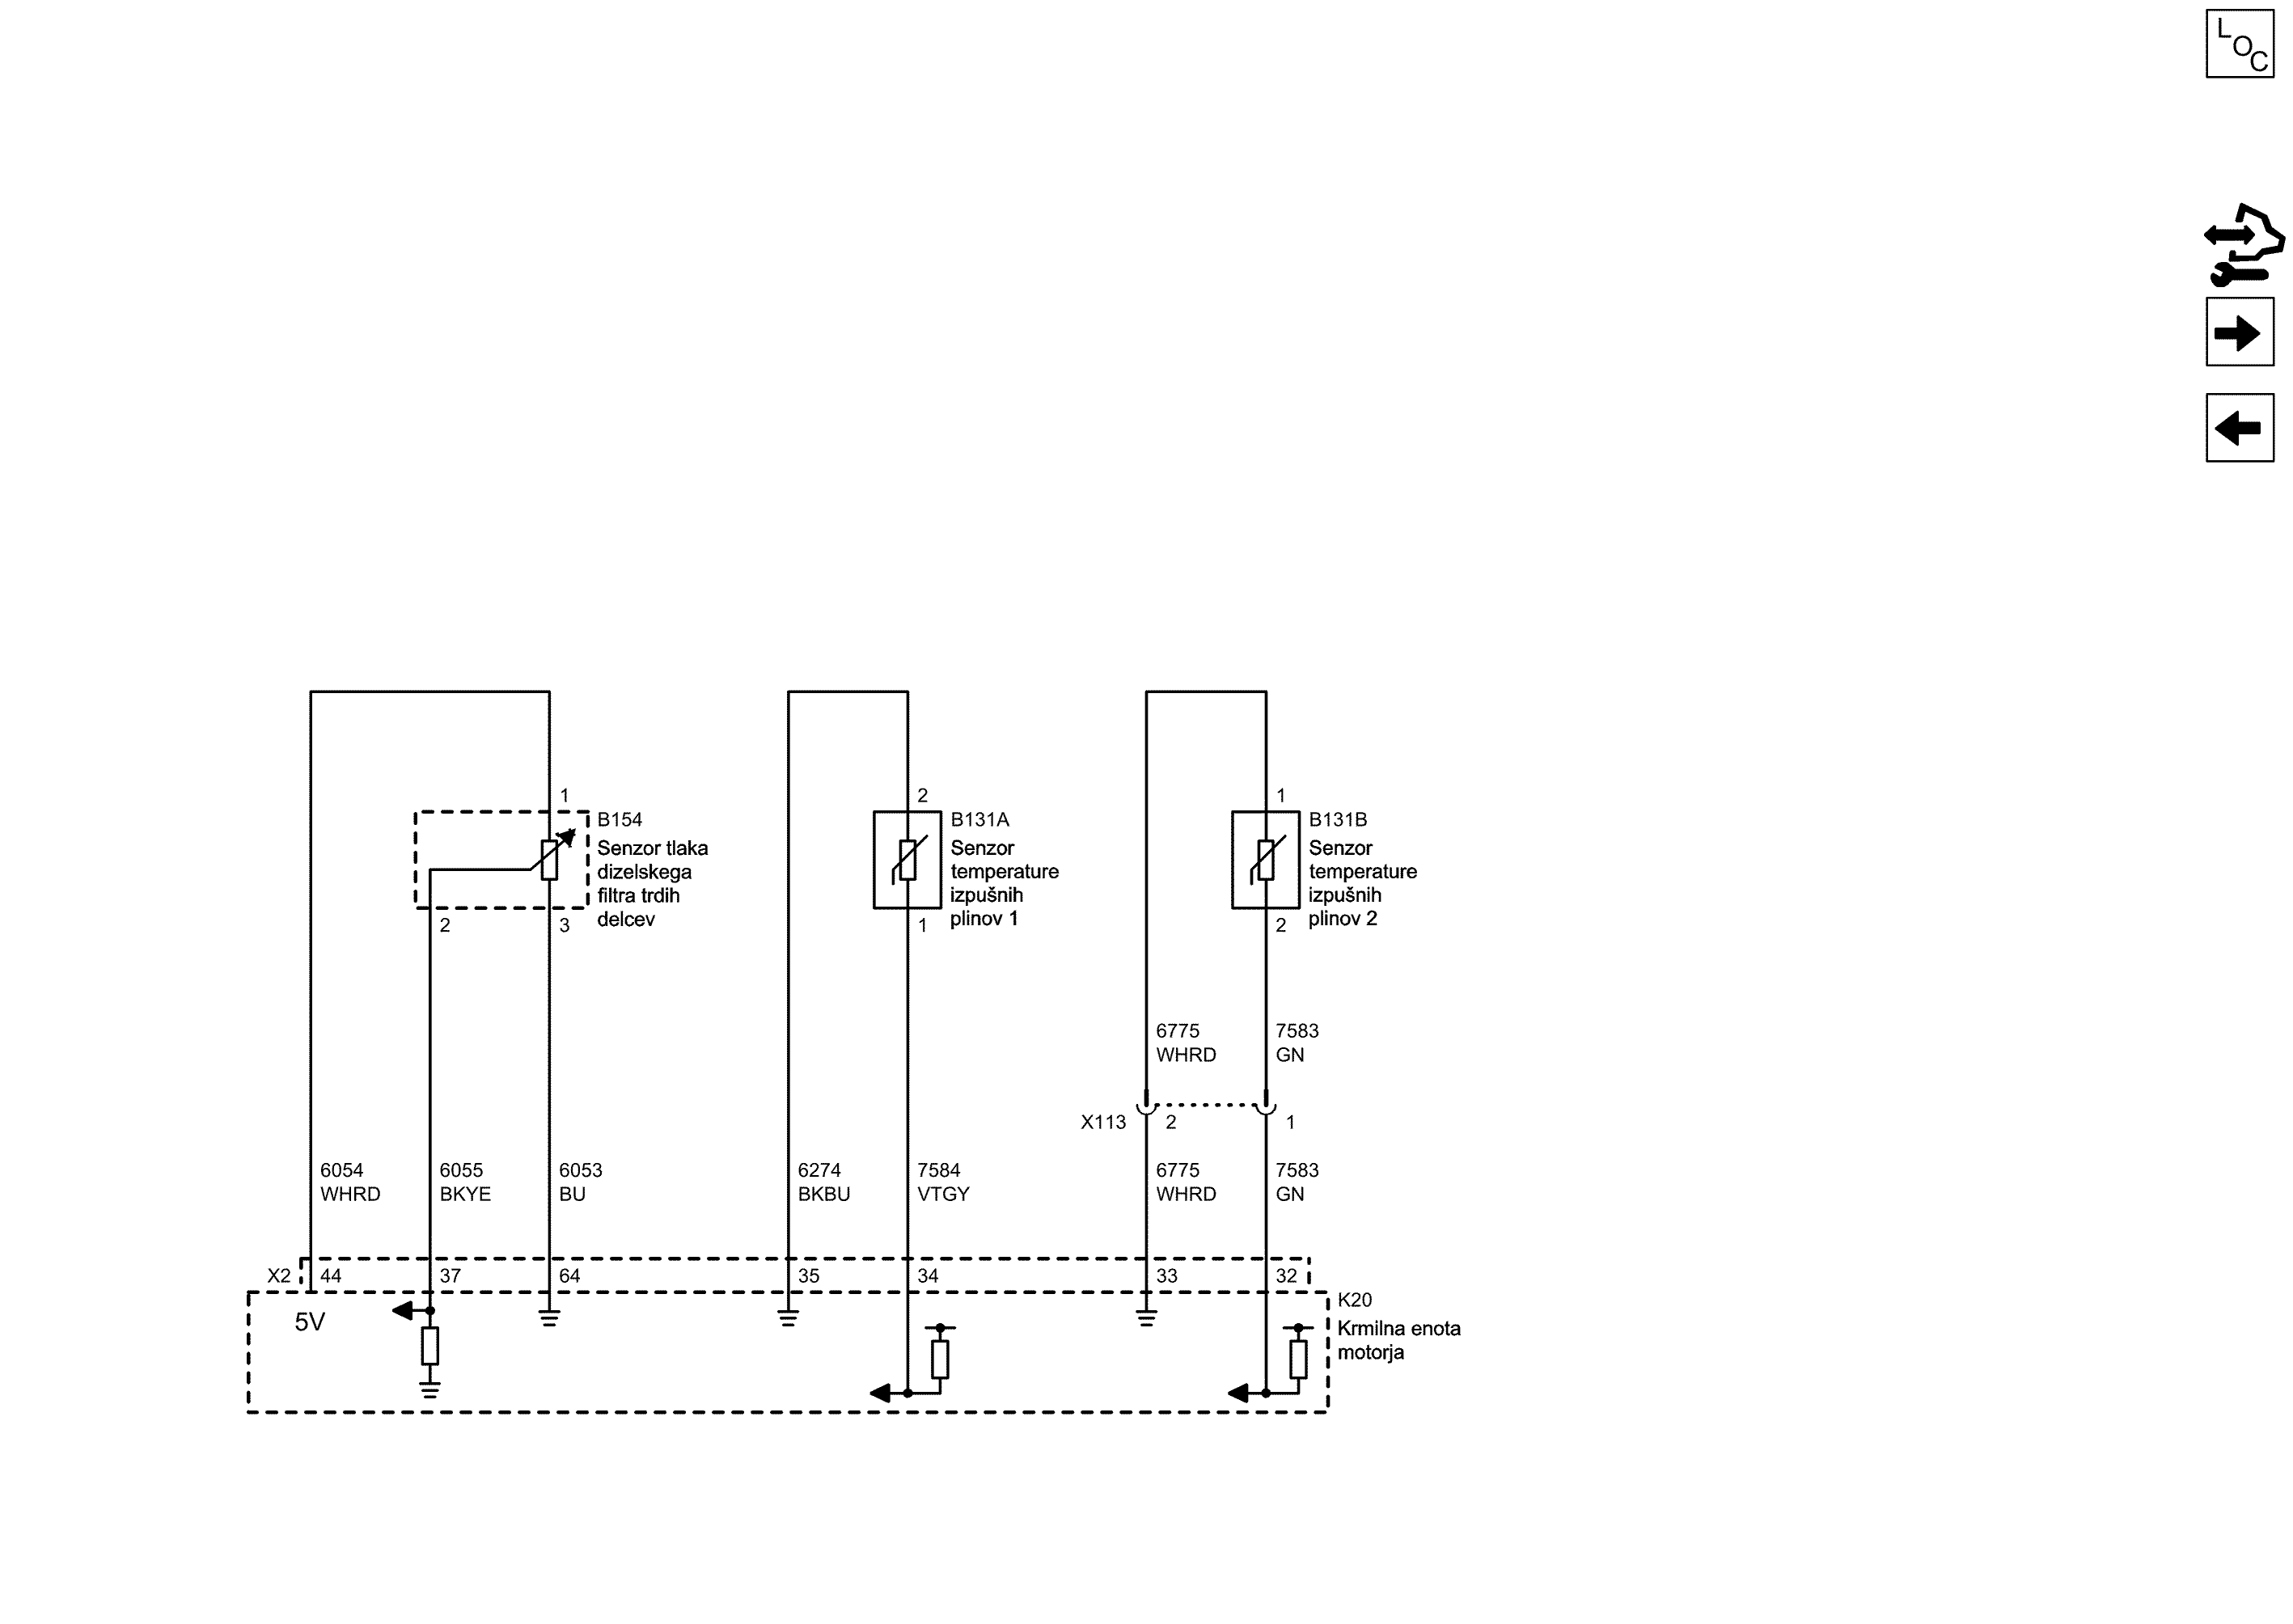 LOC
1
B154
Senzor tlaka
dizelskega
filtra trdih
delcev
2
3
2
B131A
Senzor
temperature
izpušnih
plinov 1
1
1
B131B
Senzor
temperature
izpušnih
plinov 2
2
6775
WHRD
7583
GN
X113
2
1
6054
WHRD
6055
BKYE
6053
BU
6274
BKBU
7584
VTGY
6775
WHRD
7583
GN
X2
44
37
64
35
34
33
32
5V
K20
Krmilna enota
motorja